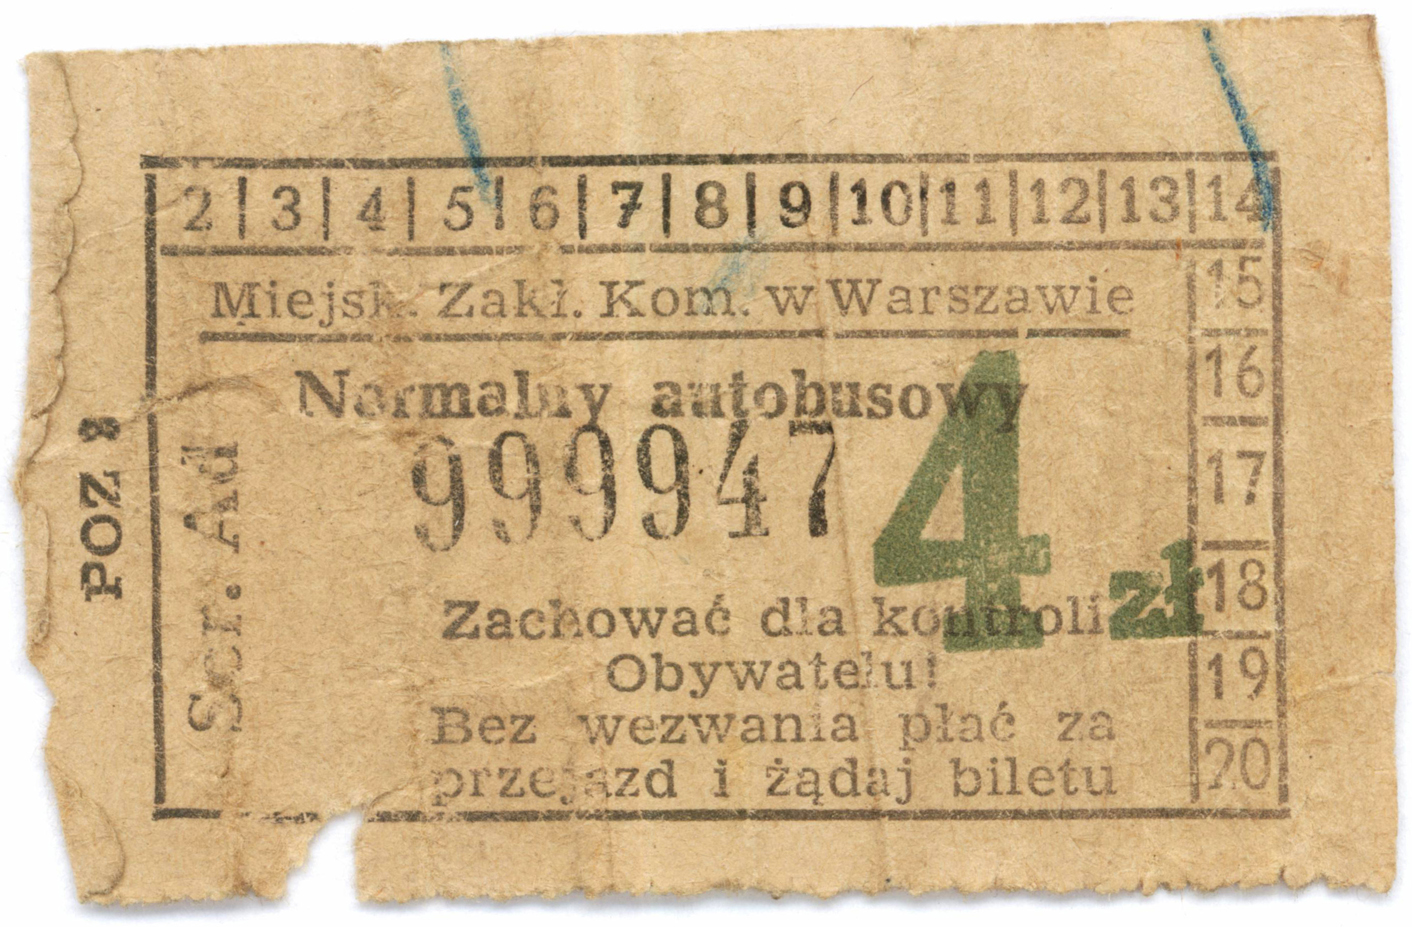 2|3|4|5|6|7|8|9|10|11|12|13|14
15
16
17
18
19
20
Miejsk. Zakł. Kom. w Warszawie
Normalny autobusowy
999947
4 zł
Zachować dla kontroli
Obywatelu!
Bez wezwania płać za
przejazd i żądaj biletu
Ser. Ad
POZ